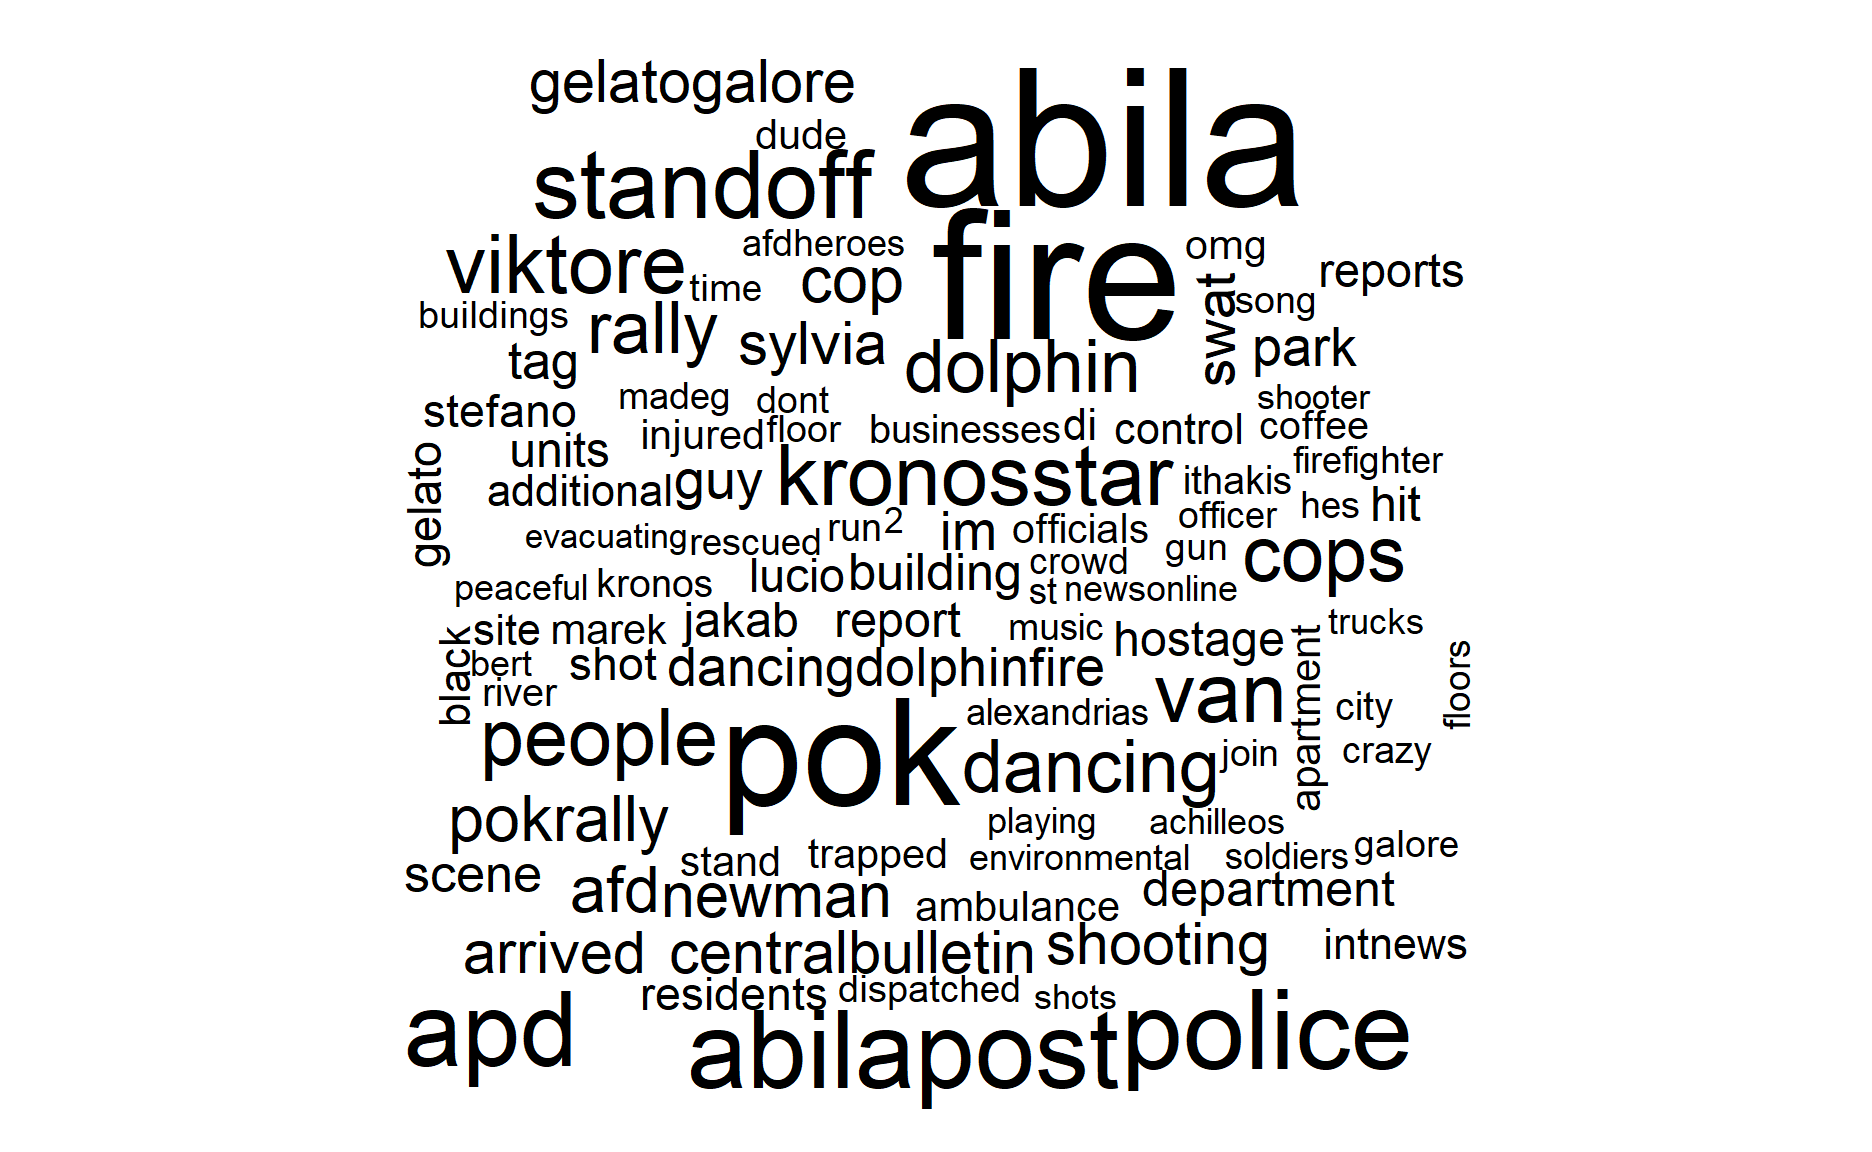 gelatogalore
abila
dude
standoff
fire
afdheroes
omg
viktore
cop
reports
time
swat
song
buildings
rally
sylvia
park
tag
dolphin
madeg
dont
shooter
stefano
injured
floor
businesses
di
control
coffee
units
gelato
additional
guy
kronosstar
ithakis
firefighter
hes
hit
run
2
im
officials
officer
evacuating
rescued
crowd
gun
cops
peaceful
kronos
lucio
building
st
newsonline
black
site
marek
jakab
report
music
hostage
trucks
bert
shot
dancingdolphinfire
apartment
floors
river
van
people
pok
alexandrias
city
dancing
join
crazy
pokrally
playing
achilleos
scene
stand
trapped
environmental
soldiers
galore
afd
newman
ambulance
department
arrived
centralbulletin
shooting
intnews
residents
dispatched
shots
apd
abilapost
police